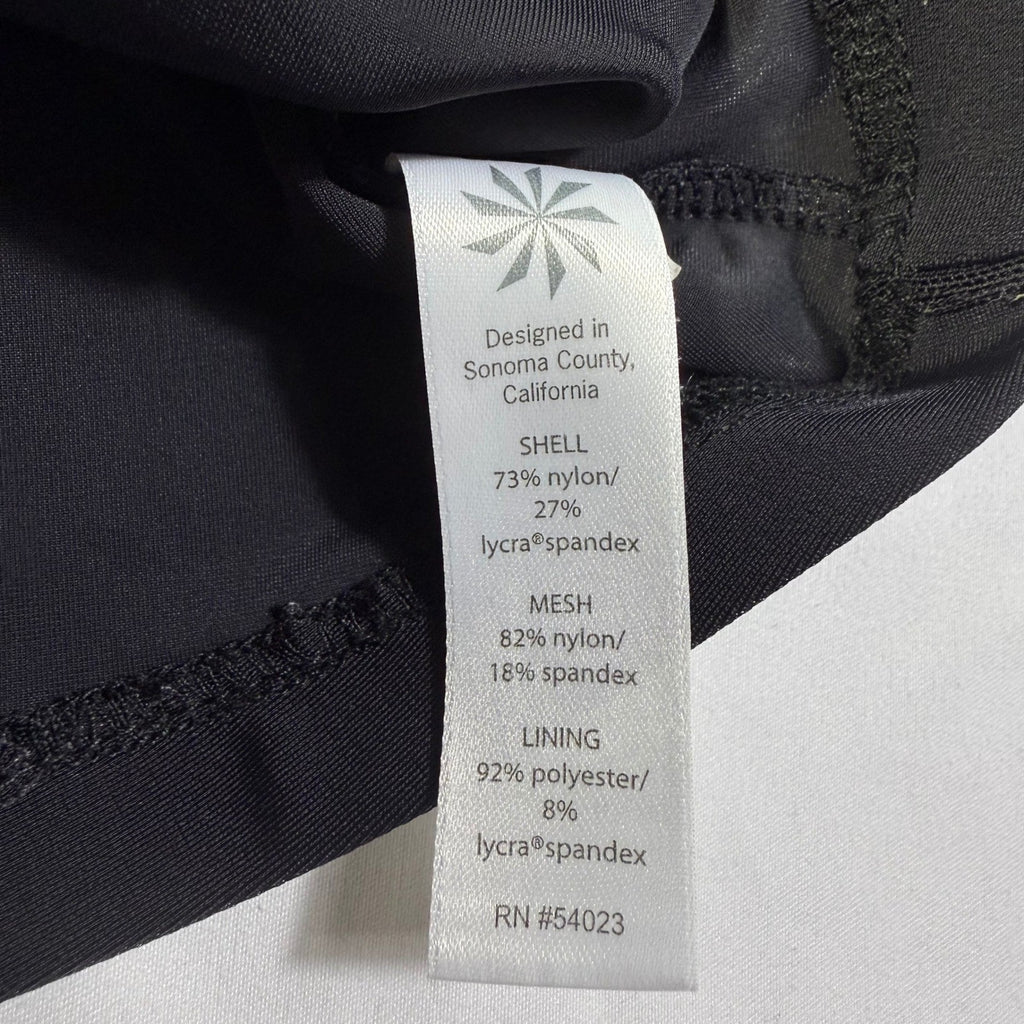 Designed in
Sonoma County,
California
SHELL
73% nylon/
27%
lycra®spandex
MESH
82% nylon/
18% spandex
LINING
92% polyester/
8%
lycra®spandex
RN #54023